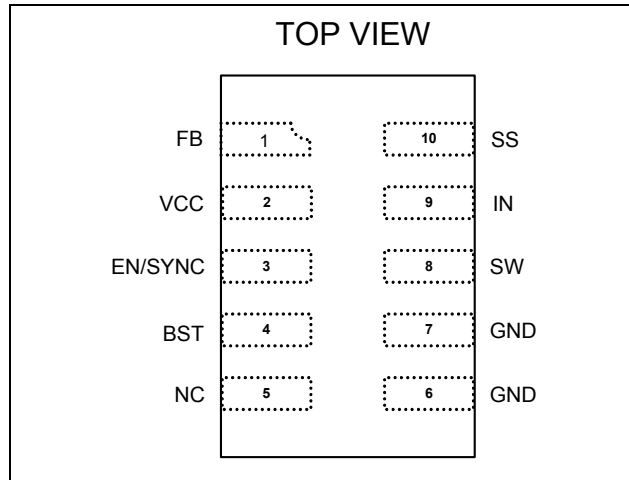 TOP VIEW
FB 1 10 SS
VCC 2 9 IN
EN/SYNC 3 8 SW
BST 4 7 GND
NC 5 6 GND